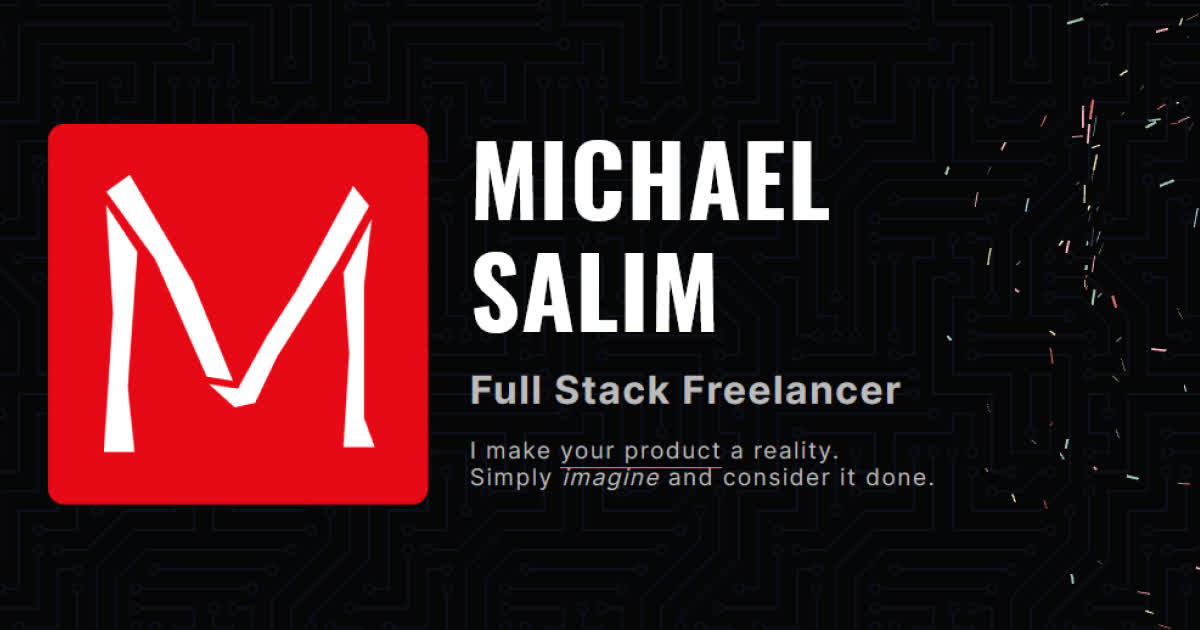 M
MICHAEL
SALIM
Full Stack Freelancer
I make your product a reality.
Simply imagine and consider it done.